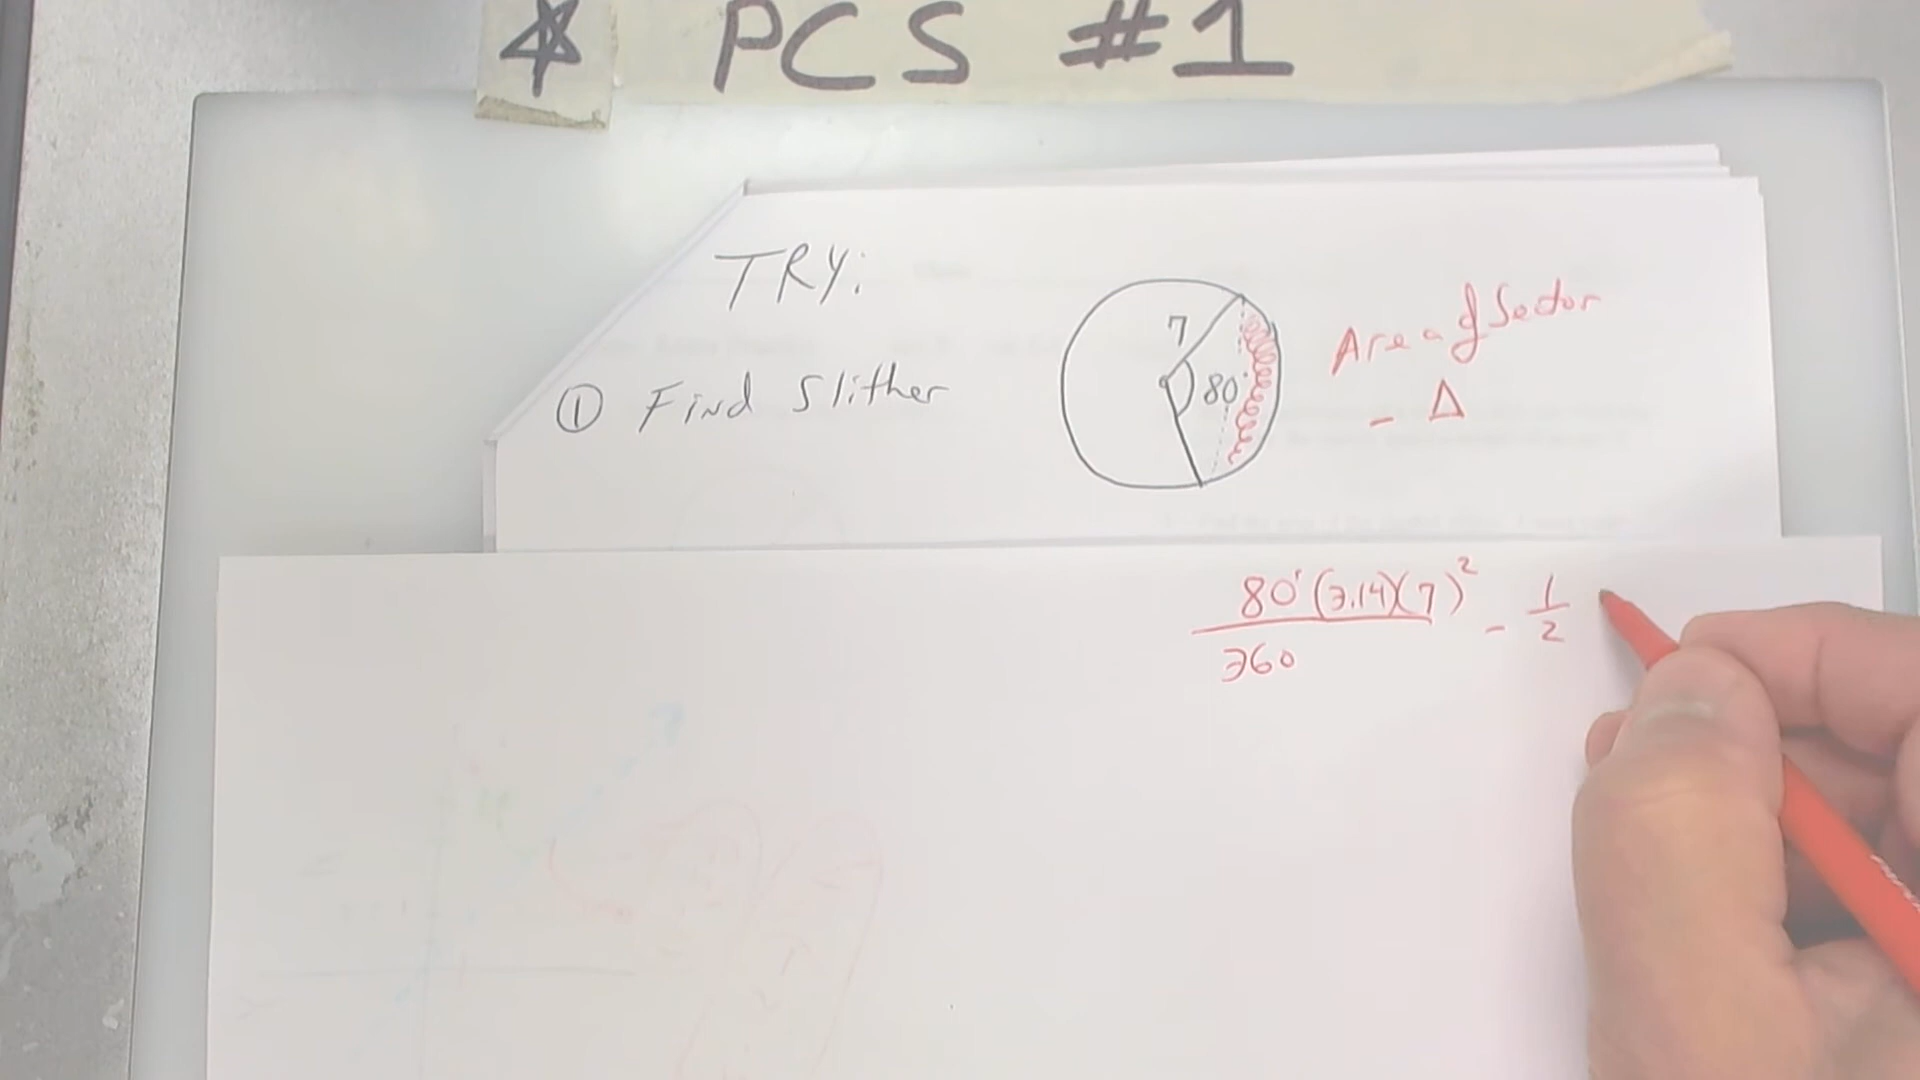 ☆ PCS #1
TRY:
① Find Slither
7
80°
Area of Sector
- Δ
80°(3.14)(7)² - 1/2
360